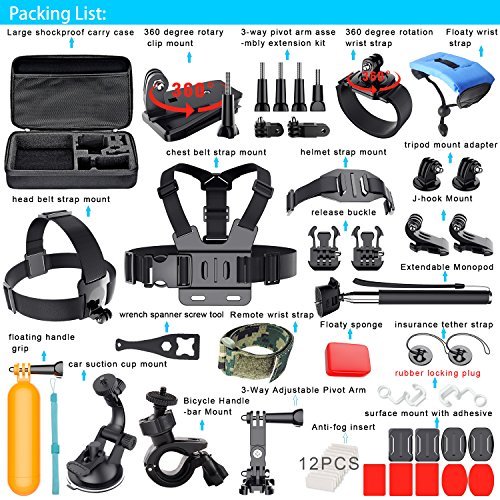 Packing List:
Large shockproof carry case
360 degree rotary
clip mount
3-way pivot arm asse
-mbly extension kit
360 degree rotation
wrist strap
Floaty wrist
strap
360°
360°
chest belt strap mount
helmet strap mount
tripod mount adapter
head belt strap mount
release buckle
J-hook Mount
Extendable Monopod
wrench spanner screw tool
Remote wrist strap
Floaty sponge
insurance tether strap
floating handle
grip
car suction cup mount
rubber locking plug
Bicycle Handle
-bar Mount
3-Way Adjustable Pivot Arm
surface mount with adhesive
Anti-fog insert
12PCS